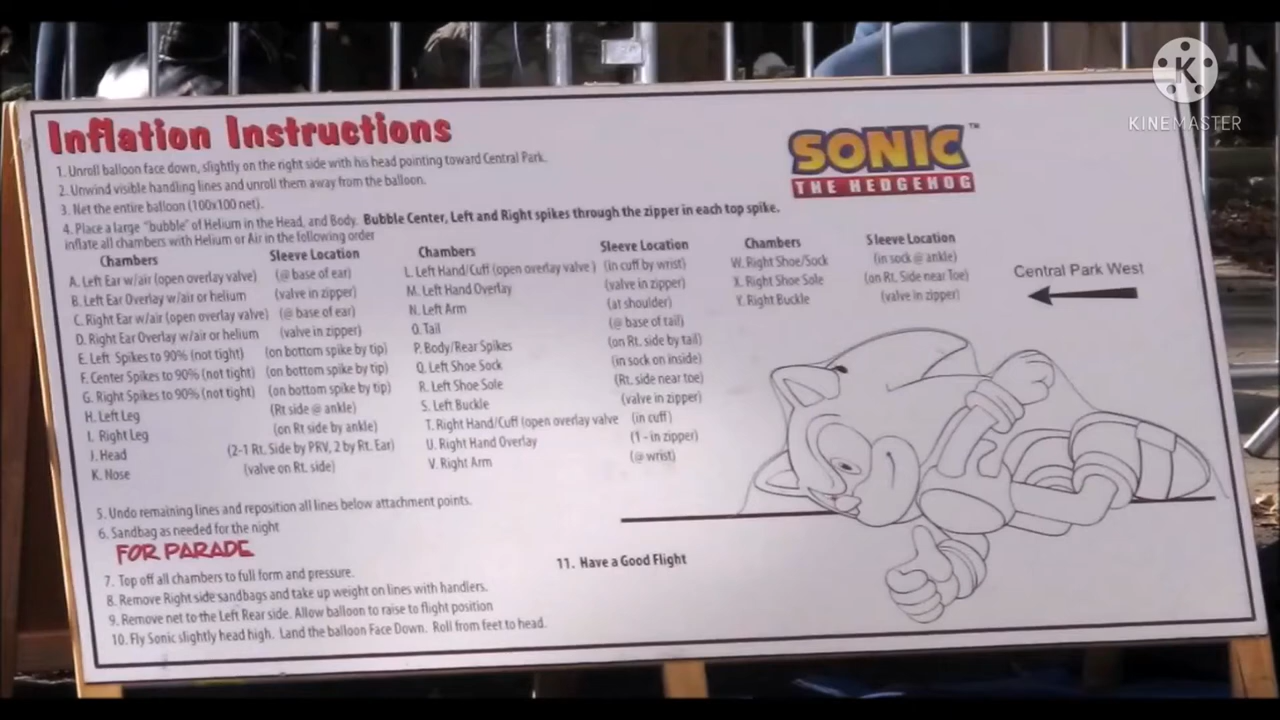 KINEMASTER
Inflation Instructions
SONIC™
THE HEDGEHOG
1. Unroll balloon face down, slightly on the right side with his head pointing toward Central Park.
2. Unwind visible handling lines and unroll them away from the balloon.
3. Net the entire balloon (100x100 net).
4. Place a large "bubble" of Helium in the Head, and Body. Bubble Center, Left and Right spikes through the zipper in each top spike.
inflate all chambers with Helium or Air in the following order
Chambers Sleeve Location
A. Left Ear w/air (open overlay valve) (@ base of ear)
B. Left Ear Overlay w/air or helium (valve in zipper)
C. Right Ear w/air (open overlay valve) (@ base of ear)
D. Right Ear Overlay w/air or helium (valve in zipper)
E. Left Spikes to 90% (not tight) (on bottom spike by tip)
F. Center Spikes to 90% (not tight) (on bottom spike by tip)
G. Right Spikes to 90% (not tight) (on bottom spike by tip)
H. Left Leg (Rt side @ ankle)
I. Right Leg (on Rt side by ankle)
J. Head (2-1 Rt. Side by PRV, 2 by Rt. Ear)
K. Nose (valve on Rt. side)
Chambers Sleeve Location
L. Left Hand/Cuff (open overlay valve) (in cuff by wrist)
M. Left Hand Overlay (valve in zipper)
N. Left Arm (at shoulder)
O. Tail (@ base of tail)
P. Body/Rear Spikes (on Rt. side by tail)
Q. Left Shoe Sock (in sock on inside)
R. Left Shoe Sole (Rt. side near toe)
S. Left Buckle (valve in zipper)
T. Right Hand/Cuff (open overlay valve (in cuff)
U. Right Hand Overlay (1 - in zipper)
V. Right Arm (@ wrist)
Chambers Sleeve Location
W. Right Shoe/Sock (in sock @ ankle)
X. Right Shoe Sole (on Rt. Side near Toe)
Y. Right Buckle (valve in zipper)
Central Park West
5. Undo remaining lines and reposition all lines below attachment points.
6. Sandbag as needed for the night
FOR PARADE
7. Top off all chambers to full form and pressure.
8. Remove Right side sandbags and take up weight on lines with handlers.
9. Remove net to the Left Rear side. Allow balloon to raise to flight position
10. Fly Sonic slightly head high. Land the balloon Face Down. Roll from feet to head.
11. Have a Good Flight